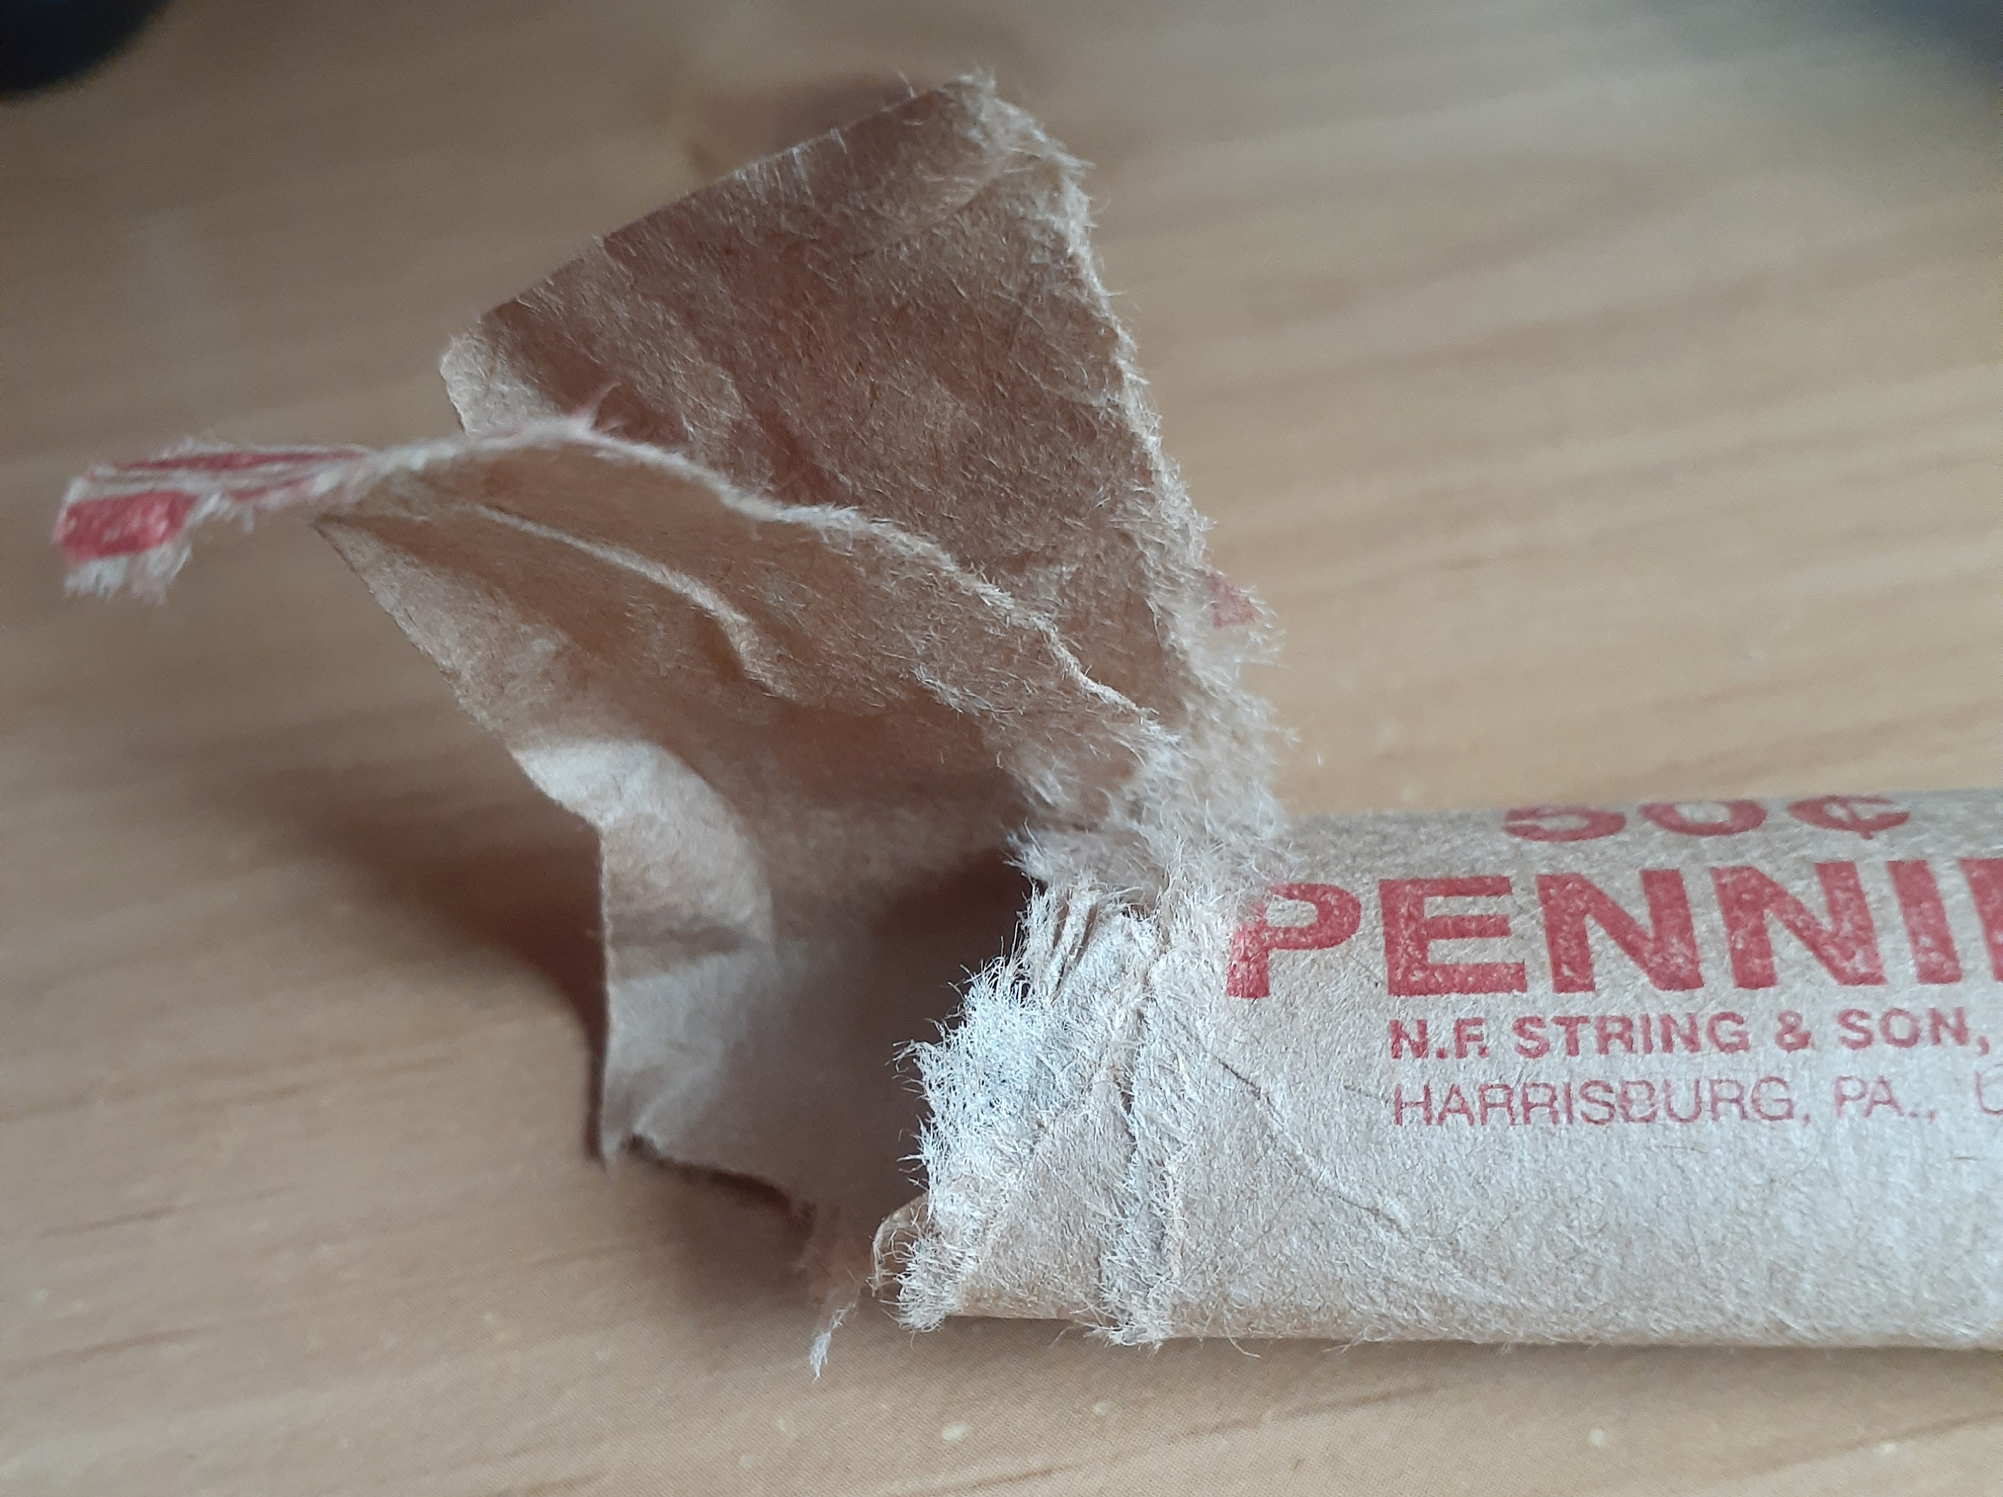 50¢
PENNI
N.F. STRING & SON,
HARRISBURG, PA., U